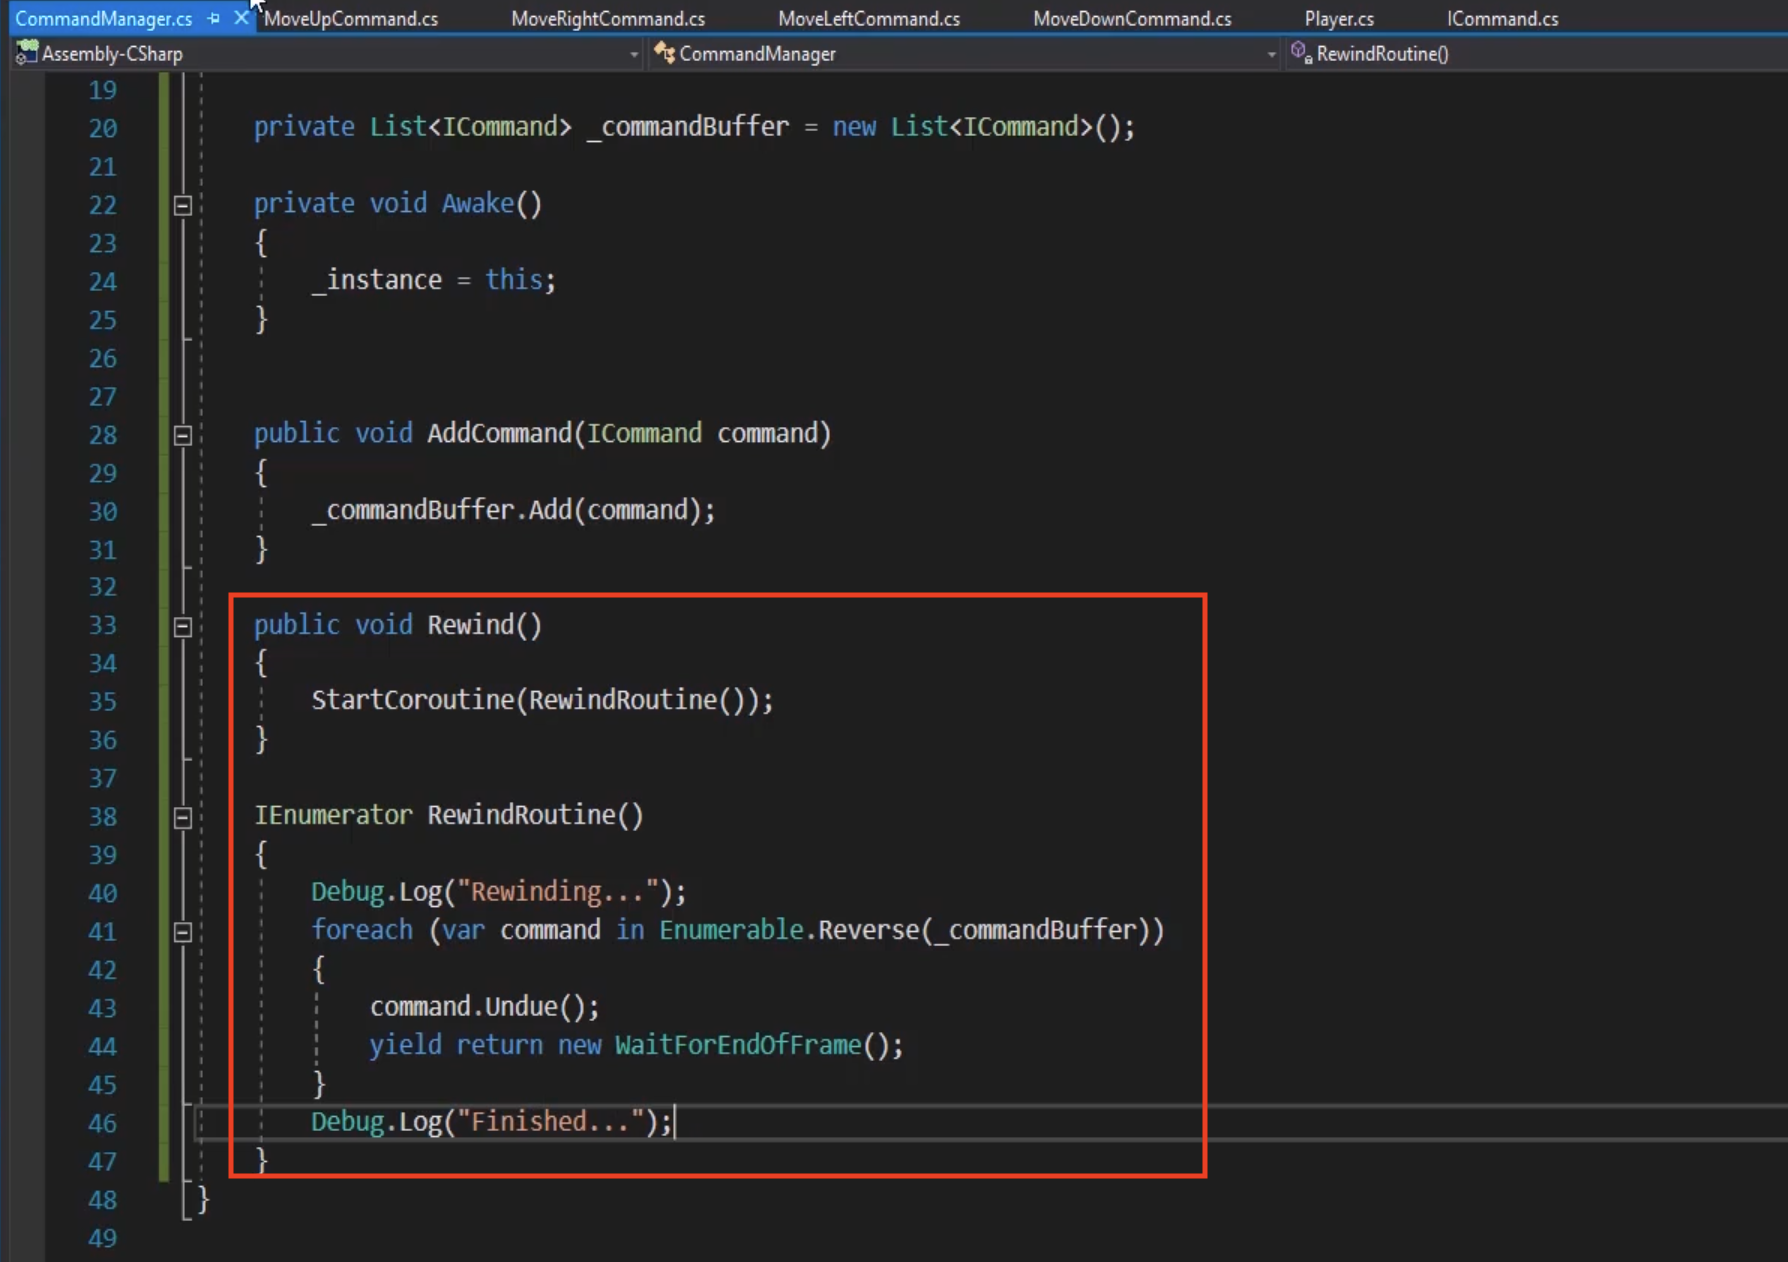 CommandManager.cs MoveUpCommand.cs MoveRightCommand.cs MoveLeftCommand.cs MoveDownCommand.cs Player.cs ICommand.cs
Assembly-CSharp CommandManager RewindRoutine()
19
20 private List<ICommand> _commandBuffer = new List<ICommand>();
21
22 private void Awake()
23 {
24 _instance = this;
25 }
26
27
28 public void AddCommand(ICommand command)
29 {
30 _commandBuffer.Add(command);
31 }
32
33 public void Rewind()
34 {
35 StartCoroutine(RewindRoutine());
36 }
37
38 IEnumerator RewindRoutine()
39 {
40 Debug.Log("Rewinding...");
41 foreach (var command in Enumerable.Reverse(_commandBuffer))
42 {
43 command.Undue();
44 yield return new WaitForEndOfFrame();
45 }
46 Debug.Log("Finished...");
47 }
48 }
49